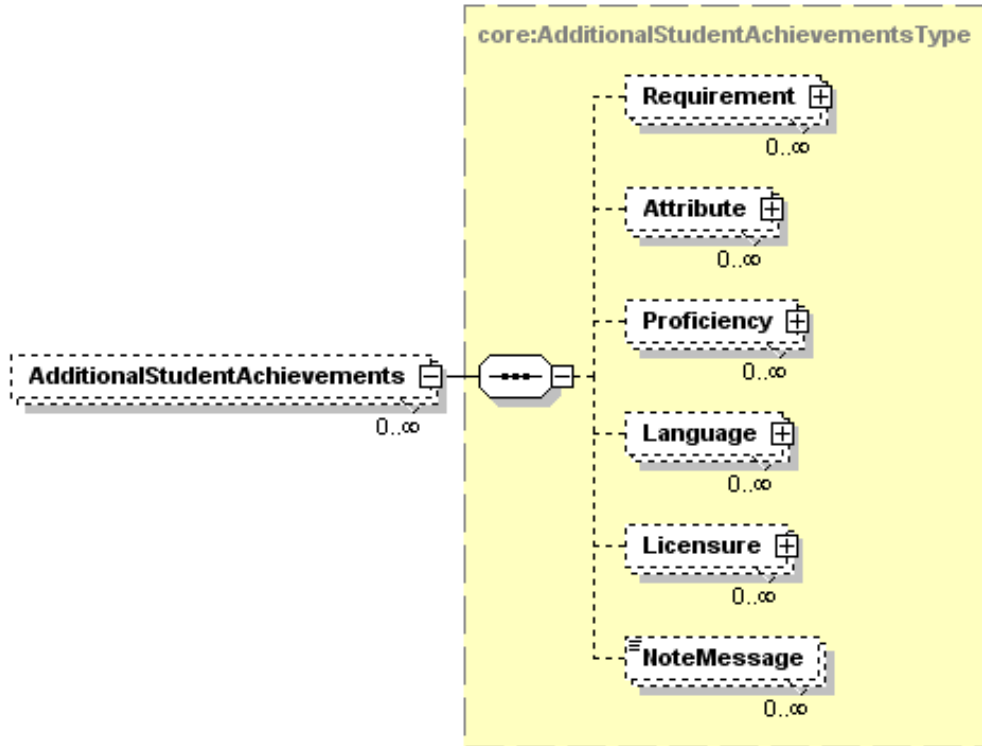 core:AdditionalStudentAchievementsType
Requirement
0..∞
Attribute
0..∞
Proficiency
0..∞
AdditionalStudentAchievements
0..∞
Language
0..∞
Licensure
0..∞
NoteMessage
0..∞